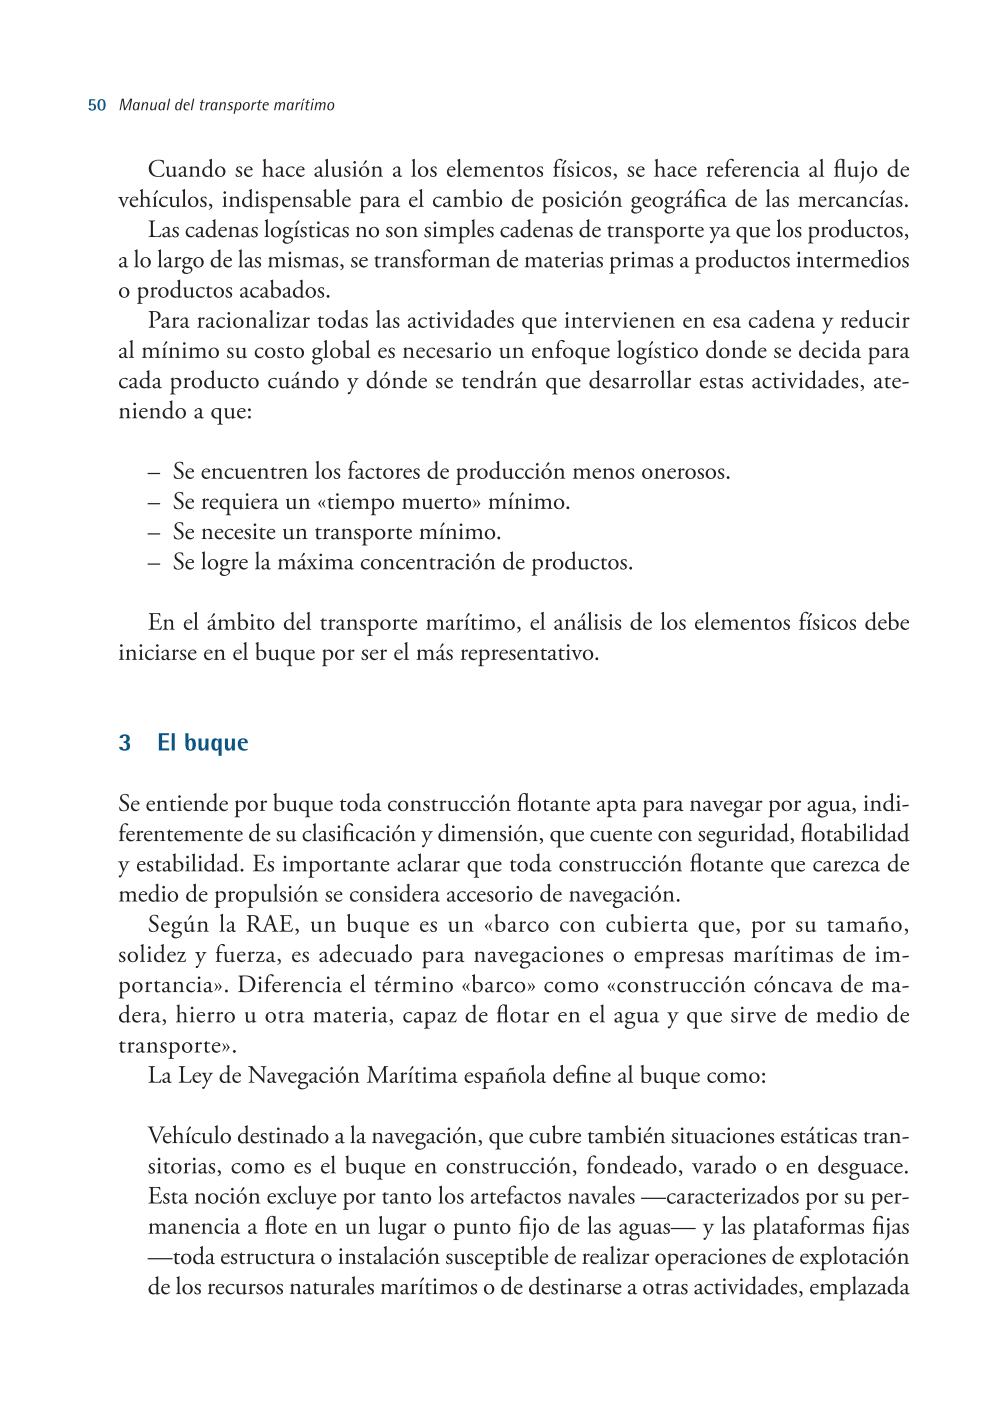 50 Manual del transporte marítimo
Cuando se hace alusión a los elementos físicos, se hace referencia al flujo de
vehículos, indispensable para el cambio de posición geográfica de las mercancías.
Las cadenas logísticas no son simples cadenas de transporte ya que los productos,
a lo largo de las mismas, se transforman de materias primas a productos intermedios
o productos acabados.
Para racionalizar todas las actividades que intervienen en esa cadena y reducir
al mínimo su costo global es necesario un enfoque logístico donde se decida para
cada producto cuándo y dónde se tendrán que desarrollar estas actividades, ate-
niendo a que:
– Se encuentren los factores de producción menos onerosos.
– Se requiera un «tiempo muerto» mínimo.
– Se necesite un transporte mínimo.
– Se logre la máxima concentración de productos.
En el ámbito del transporte marítimo, el análisis de los elementos físicos debe
iniciarse en el buque por ser el más representativo.
3 El buque
Se entiende por buque toda construcción flotante apta para navegar por agua, indi-
ferentemente de su clasificación y dimensión, que cuente con seguridad, flotabilidad
y estabilidad. Es importante aclarar que toda construcción flotante que carezca de
medio de propulsión se considera accesorio de navegación.
Según la RAE, un buque es un «barco con cubierta que, por su tamaño,
solidez y fuerza, es adecuado para navegaciones o empresas marítimas de im-
portancia». Diferencia el término «barco» como «construcción cóncava de ma-
dera, hierro u otra materia, capaz de flotar en el agua y que sirve de medio de
transporte».
La Ley de Navegación Marítima española define al buque como:
Vehículo destinado a la navegación, que cubre también situaciones estáticas tran-
sitorias, como es el buque en construcción, fondeado, varado o en desguace.
Esta noción excluye por tanto los artefactos navales —caracterizados por su per-
manencia a flote en un lugar o punto fijo de las aguas— y las plataformas fijas
—toda estructura o instalación susceptible de realizar operaciones de explotación
de los recursos naturales marítimos o de destinarse a otras actividades, emplazada